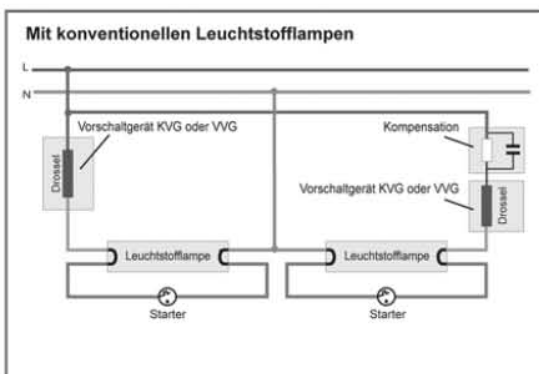 Mit konventionellen Leuchtstofflampen
L
N
Vorschaltgerät KVG oder VVG
Kompensation
Drossel
Vorschaltgerät KVG oder VVG
Drossel
Leuchtstofflampe
Leuchtstofflampe
Starter
Starter